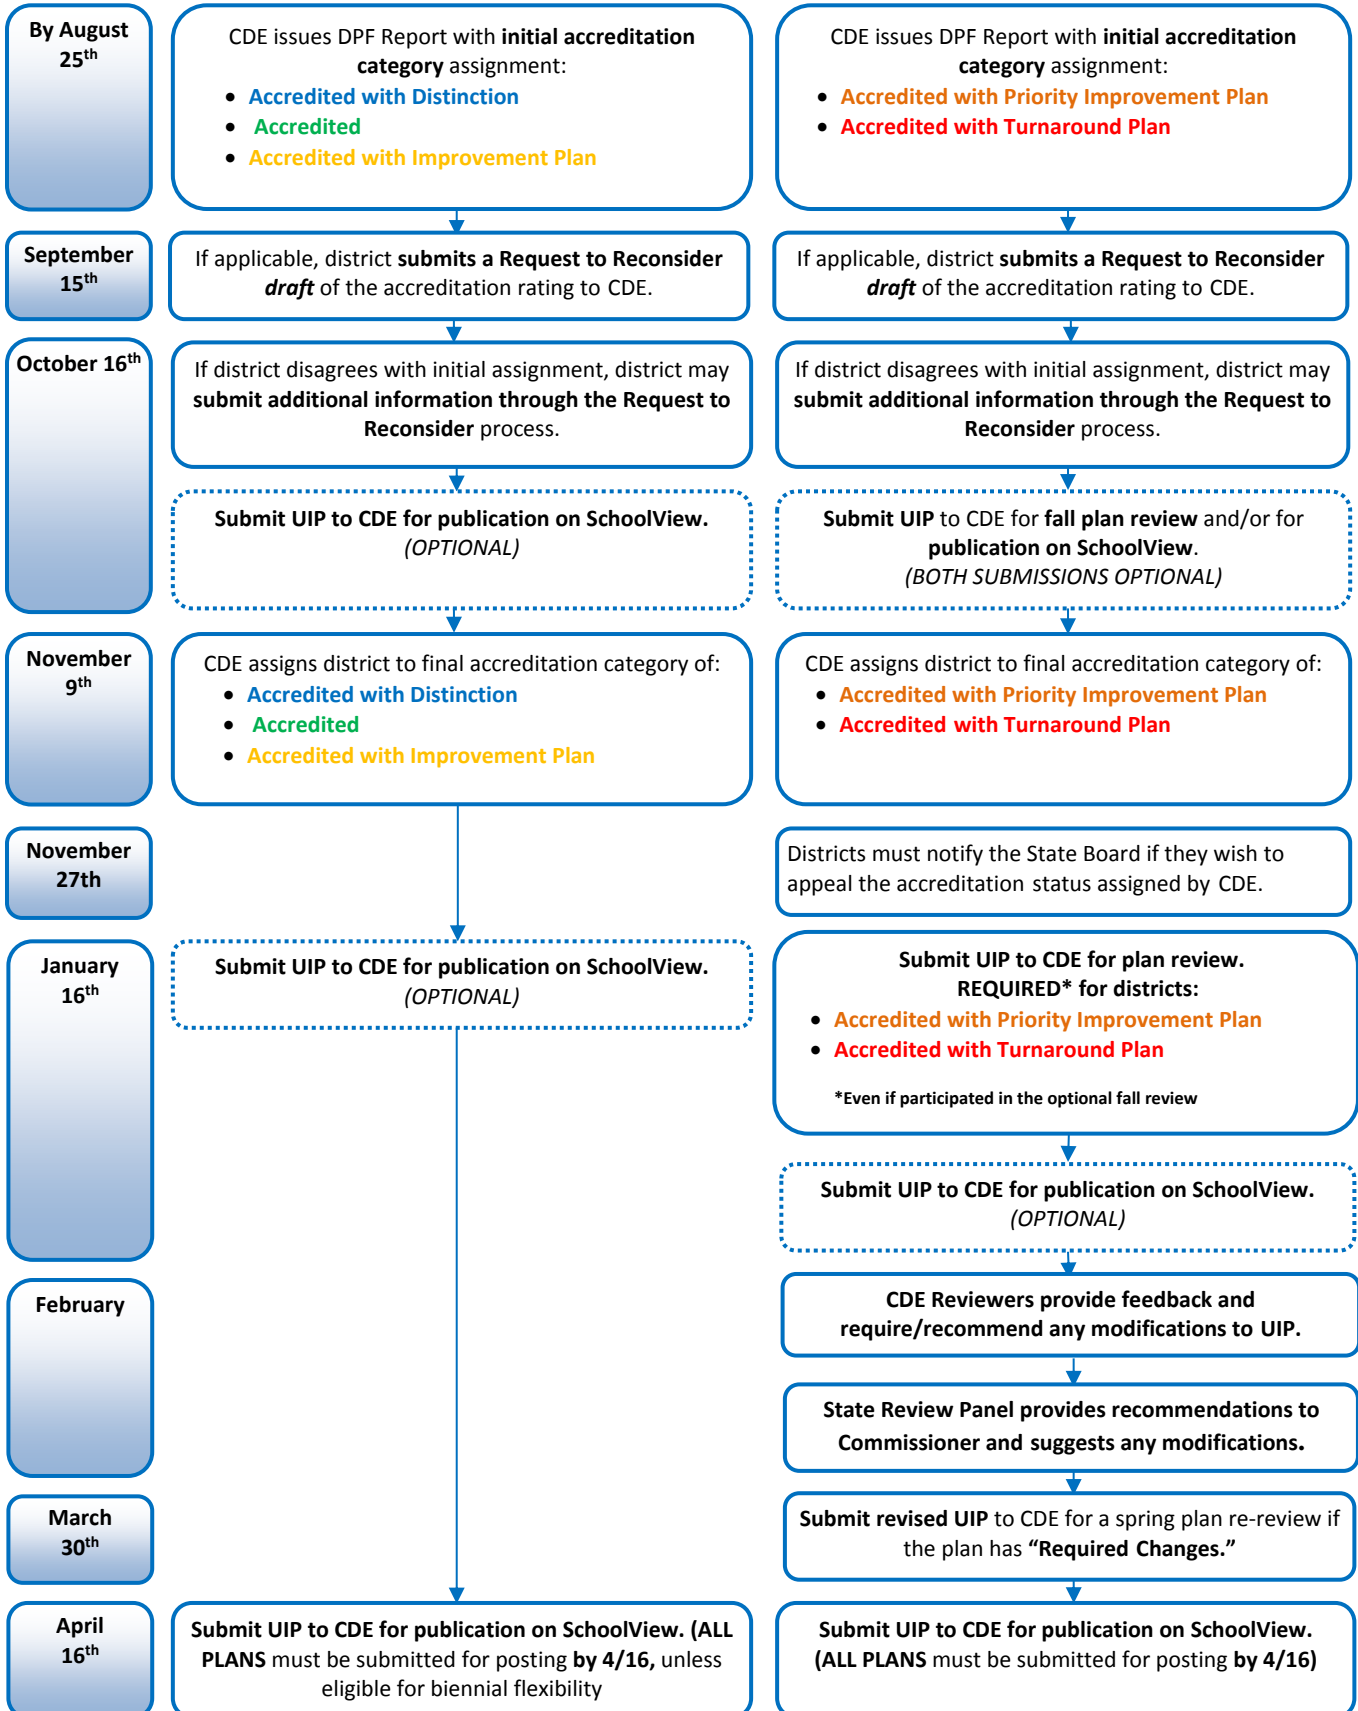 By August
25th
CDE issues DPF Report with initial accreditation
category assignment:
• Accredited with Distinction
• Accredited
• Accredited with Improvement Plan
CDE issues DPF Report with initial accreditation
category assignment:
• Accredited with Priority Improvement Plan
• Accredited with Turnaround Plan
September
15th
If applicable, district submits a Request to Reconsider
draft of the accreditation rating to CDE.
If applicable, district submits a Request to Reconsider
draft of the accreditation rating to CDE.
October 16th
If district disagrees with initial assignment, district may
submit additional information through the Request to
Reconsider process.
If district disagrees with initial assignment, district may
submit additional information through the Request to
Reconsider process.
Submit UIP to CDE for publication on SchoolView.
(OPTIONAL)
Submit UIP to CDE for fall plan review and/or for
publication on SchoolView.
(BOTH SUBMISSIONS OPTIONAL)
November
9th
CDE assigns district to final accreditation category of:
• Accredited with Distinction
• Accredited
• Accredited with Improvement Plan
CDE assigns district to final accreditation category of:
• Accredited with Priority Improvement Plan
• Accredited with Turnaround Plan
November
27th
Districts must notify the State Board if they wish to
appeal the accreditation status assigned by CDE.
January
16th
Submit UIP to CDE for publication on SchoolView.
(OPTIONAL)
Submit UIP to CDE for plan review.
REQUIRED* for districts:
• Accredited with Priority Improvement Plan
• Accredited with Turnaround Plan
*Even if participated in the optional fall review
Submit UIP to CDE for publication on SchoolView.
(OPTIONAL)
February
CDE Reviewers provide feedback and
require/recommend any modifications to UIP.
State Review Panel provides recommendations to
Commissioner and suggests any modifications.
March
30th
Submit revised UIP to CDE for a spring plan re-review if
the plan has “Required Changes.”
April
16th
Submit UIP to CDE for publication on SchoolView. (ALL
PLANS must be submitted for posting by 4/16, unless
eligible for biennial flexibility
Submit UIP to CDE for publication on SchoolView.
(ALL PLANS must be submitted for posting by 4/16)